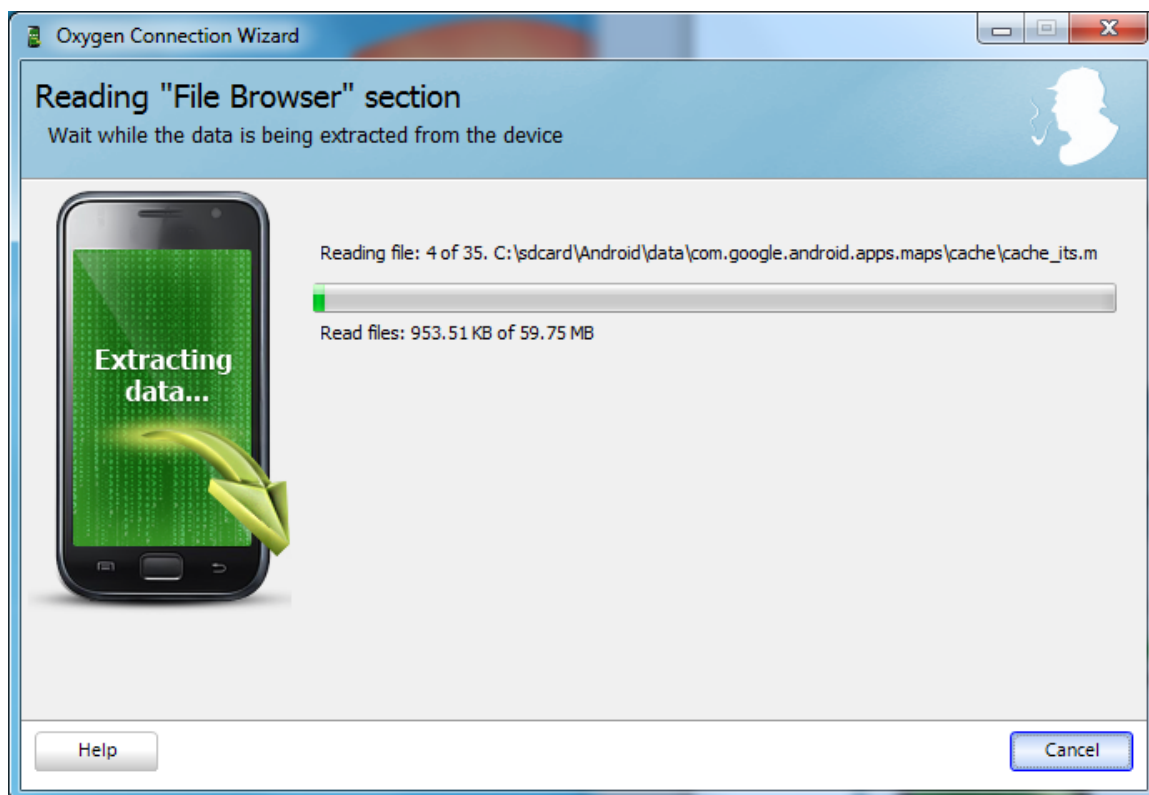 Oxygen Connection Wizard
Reading "File Browser" section
Wait while the data is being extracted from the device
Reading file: 4 of 35. C:\sdcard\Android\data\com.google.android.apps.maps\cache\cache_its.m
Read files: 953.51 KB of 59.75 MB
Extracting
data...
Help
Cancel